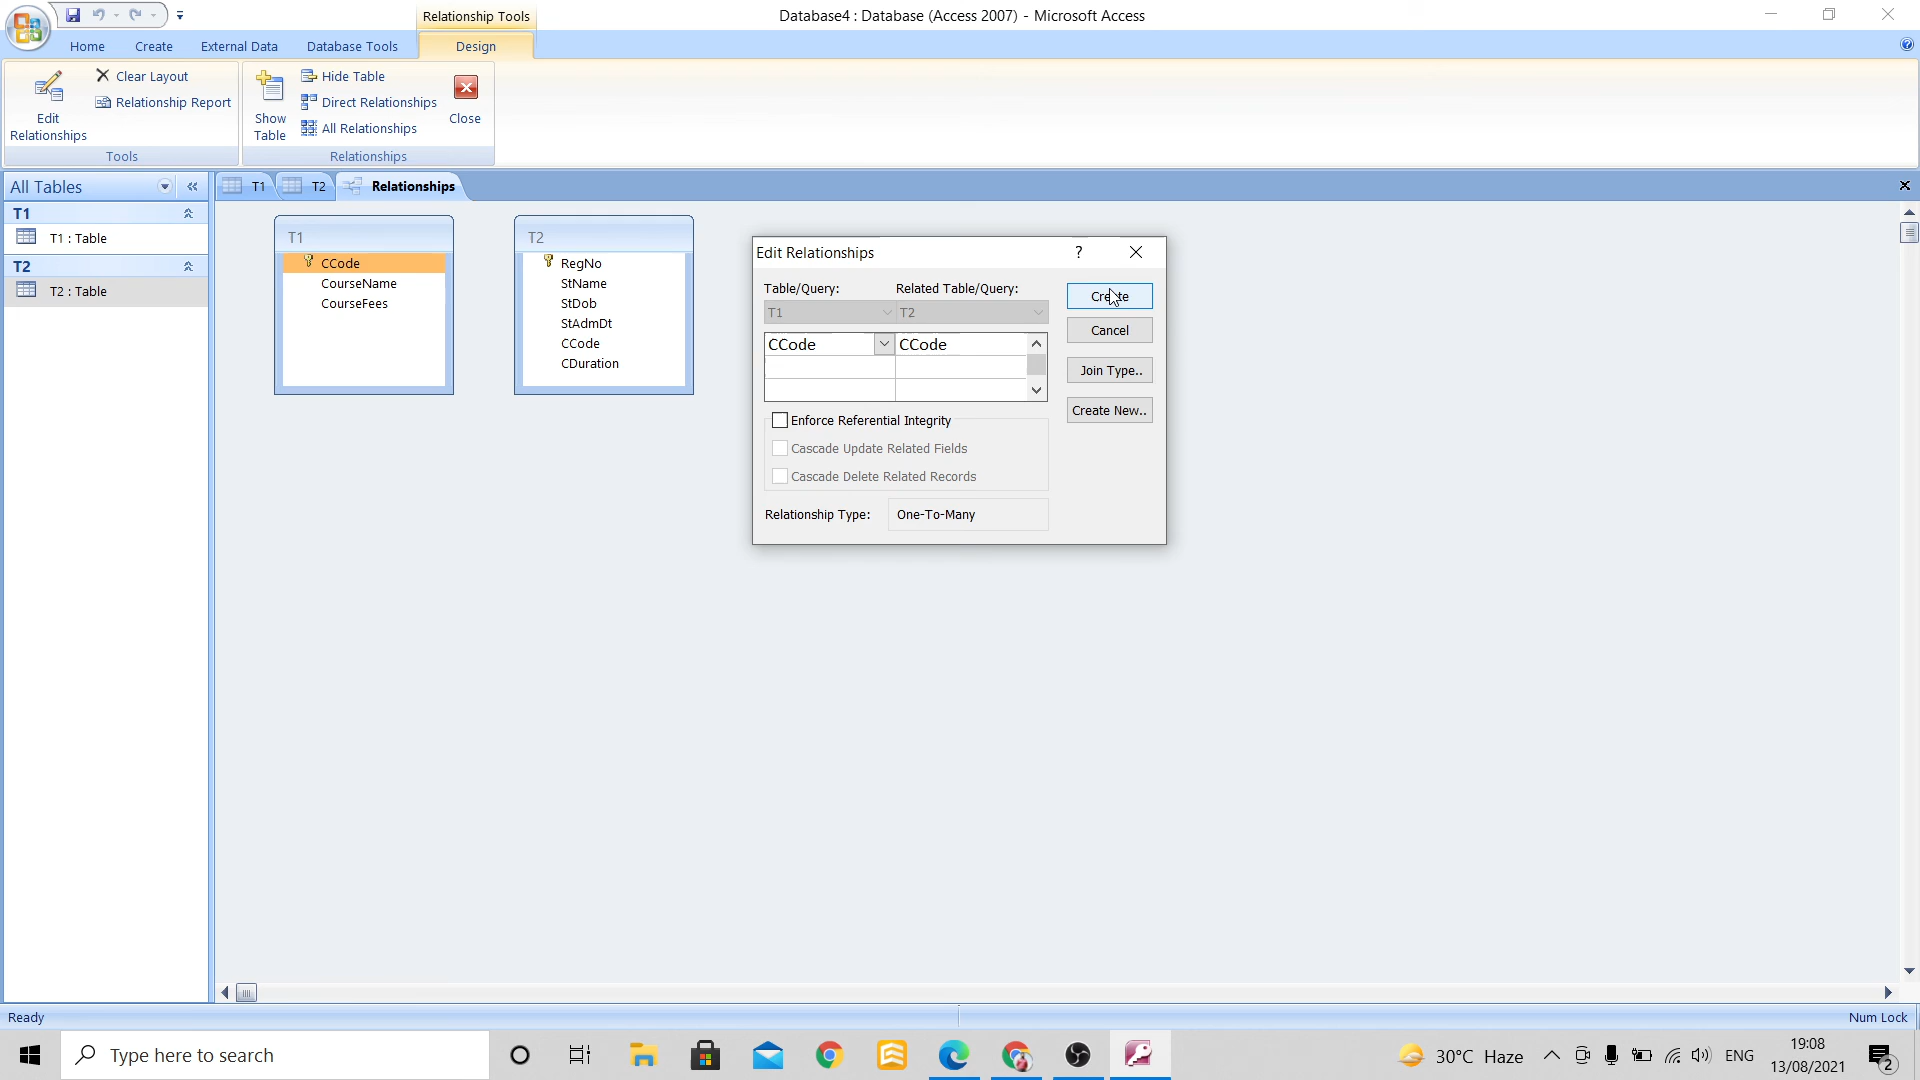 Relationship Tools
Database4 : Database (Access 2007) - Microsoft Access
Home
Create
External Data
Database Tools
Design
Edit
Relationships
Clear Layout
Relationship Report
Tools
Show
Table
Hide Table
Direct Relationships
All Relationships
Close
Relationships
All Tables
T1
T1 : Table
T2
T2 : Table
T1
T2
Relationships
T1
CCode
CourseName
CourseFees
T2
RegNo
StName
StDob
StAdmDt
CCode
CDuration
Edit Relationships
?
Table/Query:
Related Table/Query:
T1
T2
CCode
CCode
Create
Cancel
Join Type..
Create New..
Enforce Referential Integrity
Cascade Update Related Fields
Cascade Delete Related Records
Relationship Type:
One-To-Many
Ready
Num Lock
Type here to search
30°C Haze
ENG
19:08
13/08/2021
2